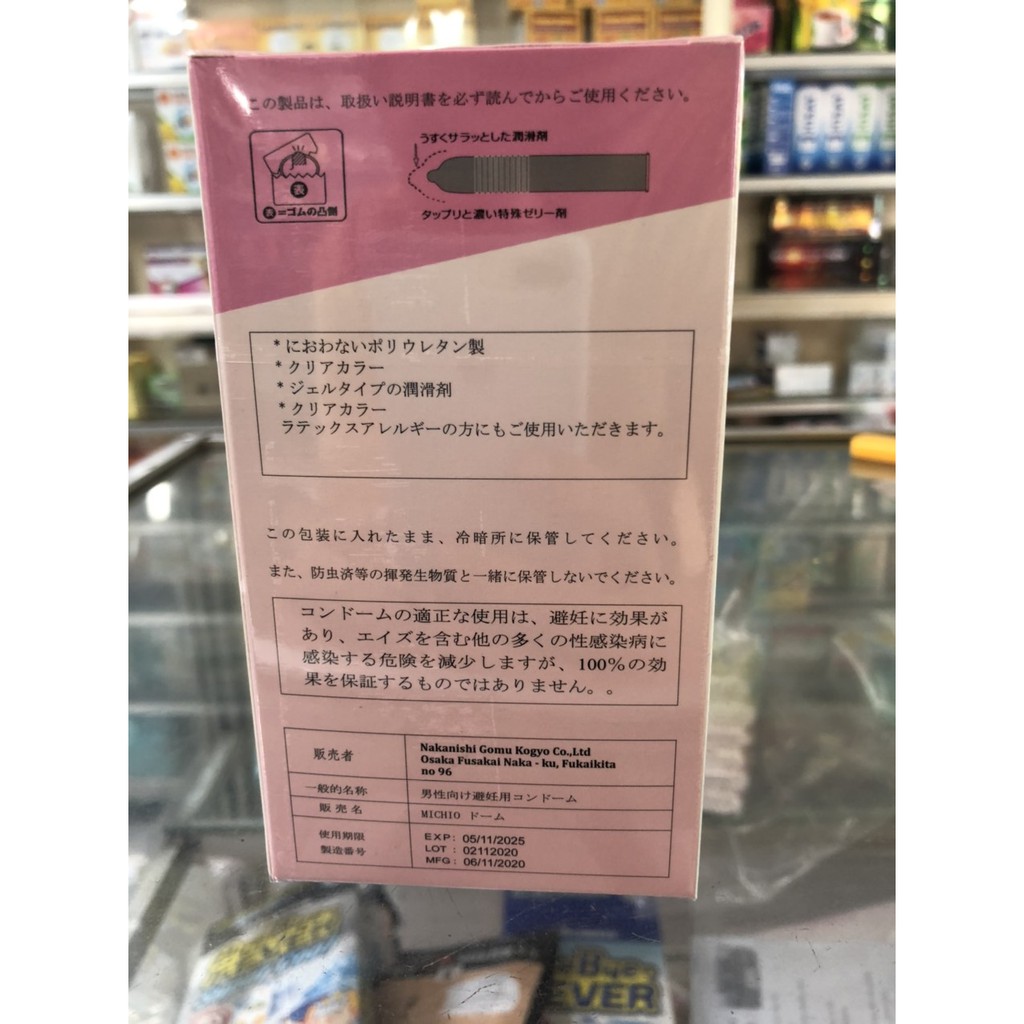 この製品は、取扱い説明書を必ず読んでからご使用ください。
うすくサラッとした潤滑剤
表
表=ゴムの凸側
タップリと濃い特殊ゼリー剤
*におわないポリウレタン製
*クリアカラー
*ジェルタイプの潤滑剤
*クリアカラー
ラテックスアレルギーの方にもご使用いただきます。
この包装に入れたまま、冷暗所に保管してください。
また、防虫済等の揮発生物質と一緒に保管しないでください。
コンドームの適正な使用は、避妊に効果が
あり、エイズを含む他の多くの性感染病に
感染する危険を減少しますが、100%の効
果を保証するものではありません。。
販売者
Nakanishi Gomu Kogyo Co.,Ltd
Osaka Fusakai Naka - ku, Fukaikita
no 96
一般的名称
男性向け避妊用コンドーム
販売名
MICHIO ドーム
使用期限
製造番号
EXP: 05/11/2025
LOT : 02112020
MFG : 06/11/2020
EVER